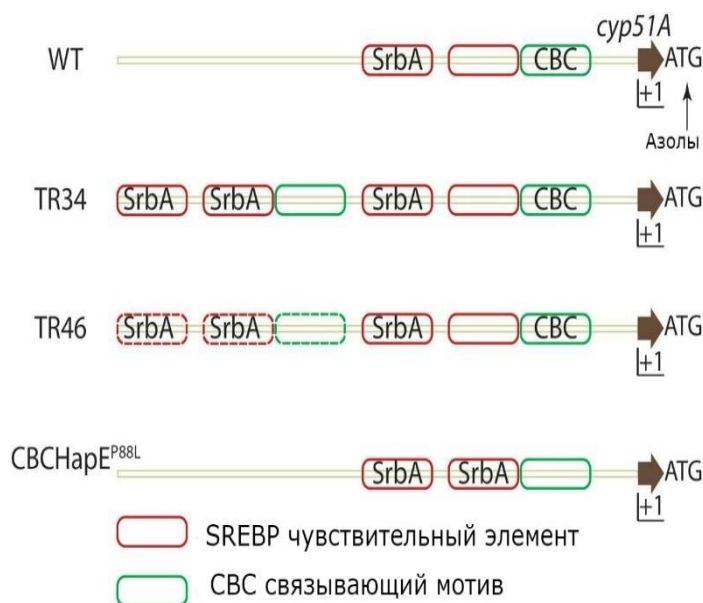 cyp51A
WT SrbA CBC ATG
+1
Азолы
TR34 SrbA SrbA SrbA CBC ATG
+1
TR46 SrbA SrbA SrbA CBC ATG
+1
CBCHapE^P88L SrbA SrbA ATG
+1
SREBP чувствительный элемент
CBC связывающий мотив